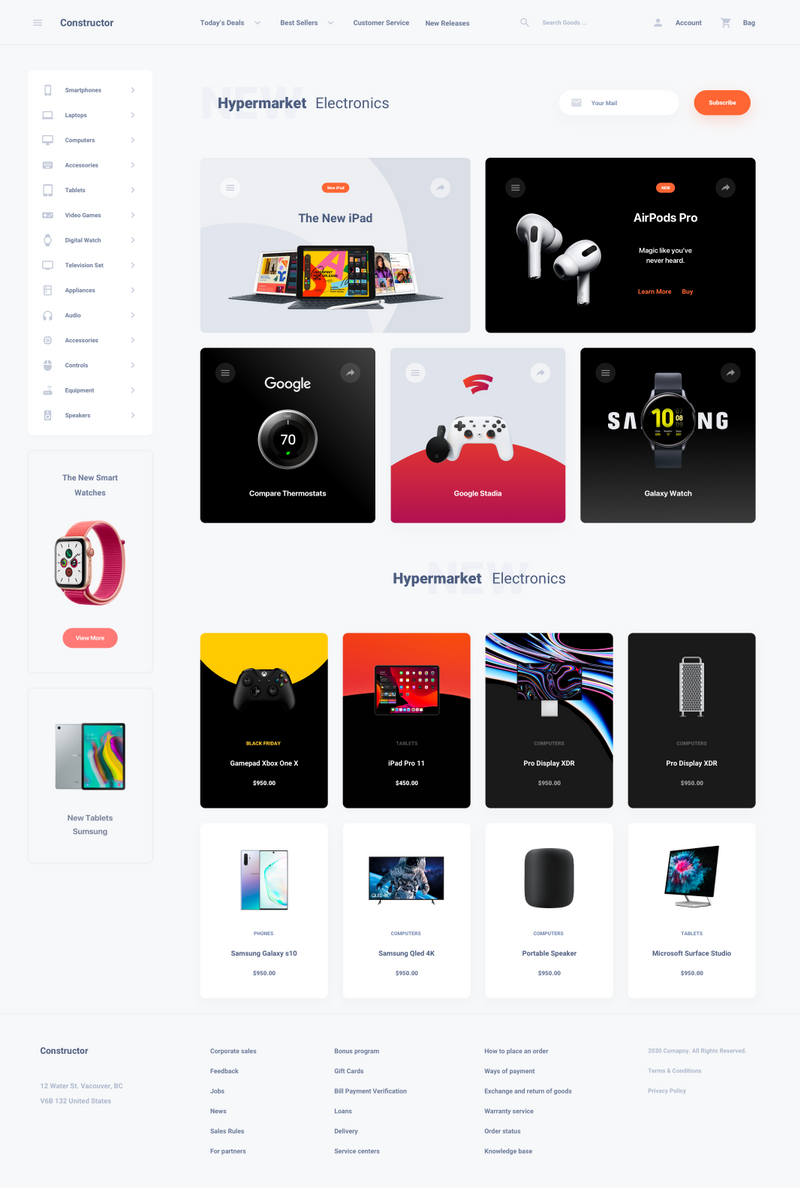 Constructor
Today's Deals
Best Sellers
Customer Service
New Releases
Search Goods ...
Account
Bag
Smartphones
Laptops
Computers
Accessories
Tablets
Video Games
Digital Watch
Television Set
Appliances
Audio
Accessories
Controls
Equipment
Speakers
The New Smart
Watches
View More
New Tablets
Sumsung
NEW
Hypermarket Electronics
Your Mail
Subscribe
New iPad
The New iPad
NEW
AirPods Pro
Magic like you've
never heard.
Learn More Buy
Google
70
Compare Thermostats
Google Stadia
SA
NG
10
08
Galaxy Watch
NEW
Hypermarket Electronics
BLACK FRIDAY
Gamepad Xbox One X
$950.00
TABLETS
iPad Pro 11
$450.00
COMPUTERS
Pro Display XDR
$950.00
COMPUTERS
Pro Display XDR
$950.00
PHONES
Samsung Galaxy s10
$950.00
QLED 4K
COMPUTERS
Samsung Qled 4K
$950.00
COMPUTERS
Portable Speaker
$950.00
TABLETS
Microsoft Surface Studio
$950.00
Constructor
12 Water St. Vacouver, BC
V6B 132 United States
Corporate sales
Feedback
Jobs
News
Sales Rules
For partners
Bonus program
Gift Cards
Bill Payment Verification
Loans
Delivery
Service centers
How to place an order
Ways of payment
Exchange and return of goods
Warranty service
Order status
Knowledge base
2030 Comapny. All Rights Reserved.
Terms & Conditions
Privacy Policy